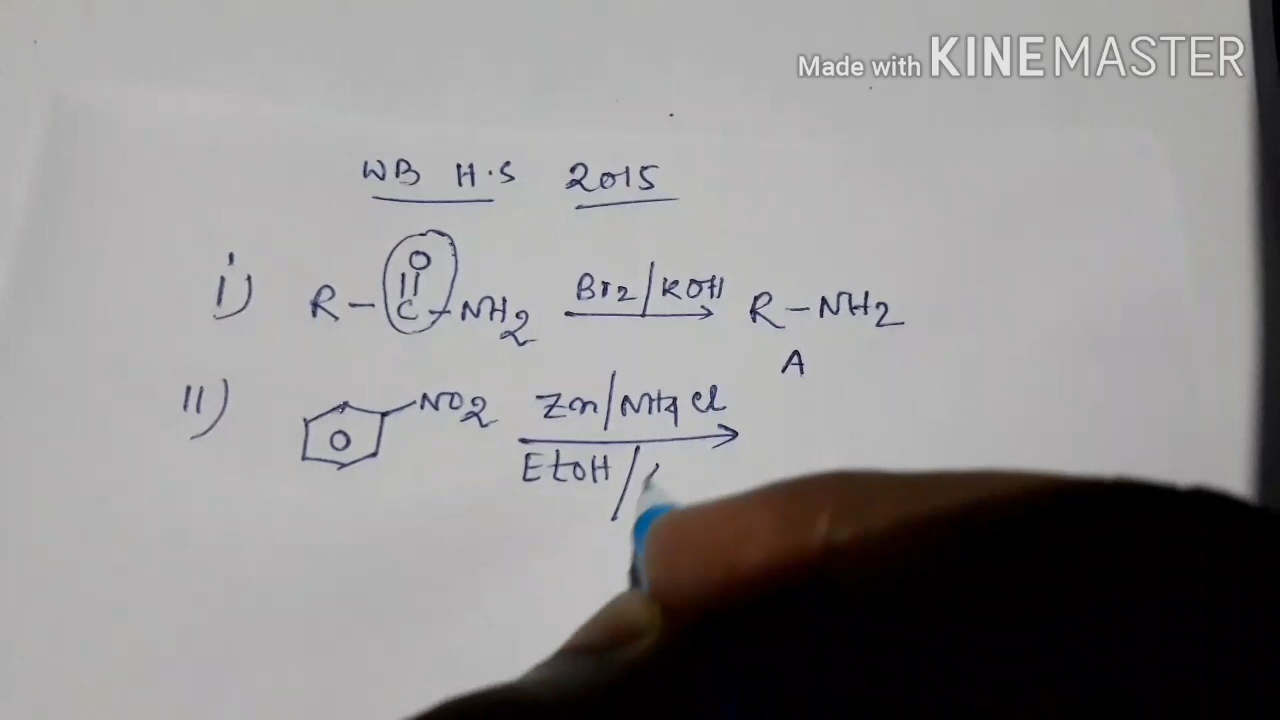 Made with KINEMASTER
WB H.S 2015
I) R-C-NH2 Br2/KOH R-NH2
O
A
II) NO2 Zn/NH4Cl
EtOH/